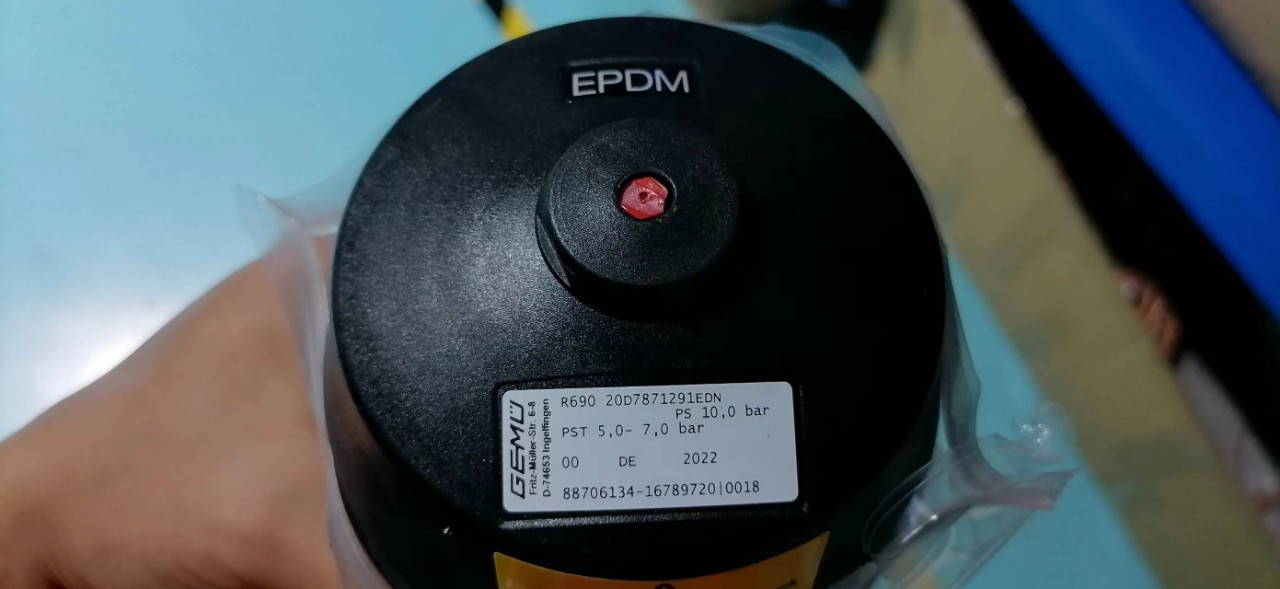 EPDM
GEMÜ
Fritz-Müller-Str. 6-8
D-74653 Ingelfingen
R690 20D7871291EDN
PS 10,0 bar
PST 5,0- 7,0 bar
00 DE 2022
88706134-16789720|0018